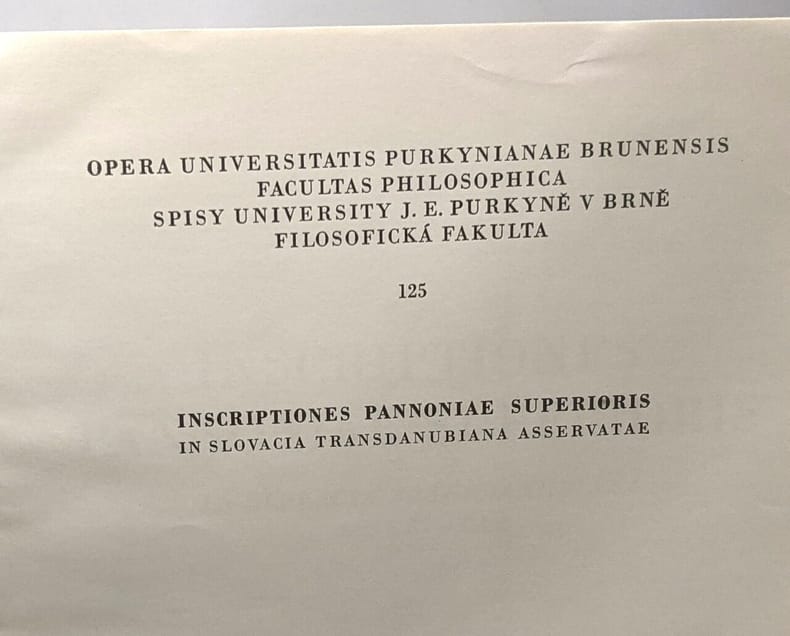 OPERA UNIVERSITATIS PURKYNIANAE BRUNENSIS
FACULTAS PHILOSOPHICA
SPISY UNIVERSITY J. E. PURKYNĚ V BRNĚ
FILOSOFICKÁ FAKULTA
125
INSCRIPTIONES PANNONIAE SUPERIORIS
IN SLOVACIA TRANSDANUBIANA ASSERVATAE